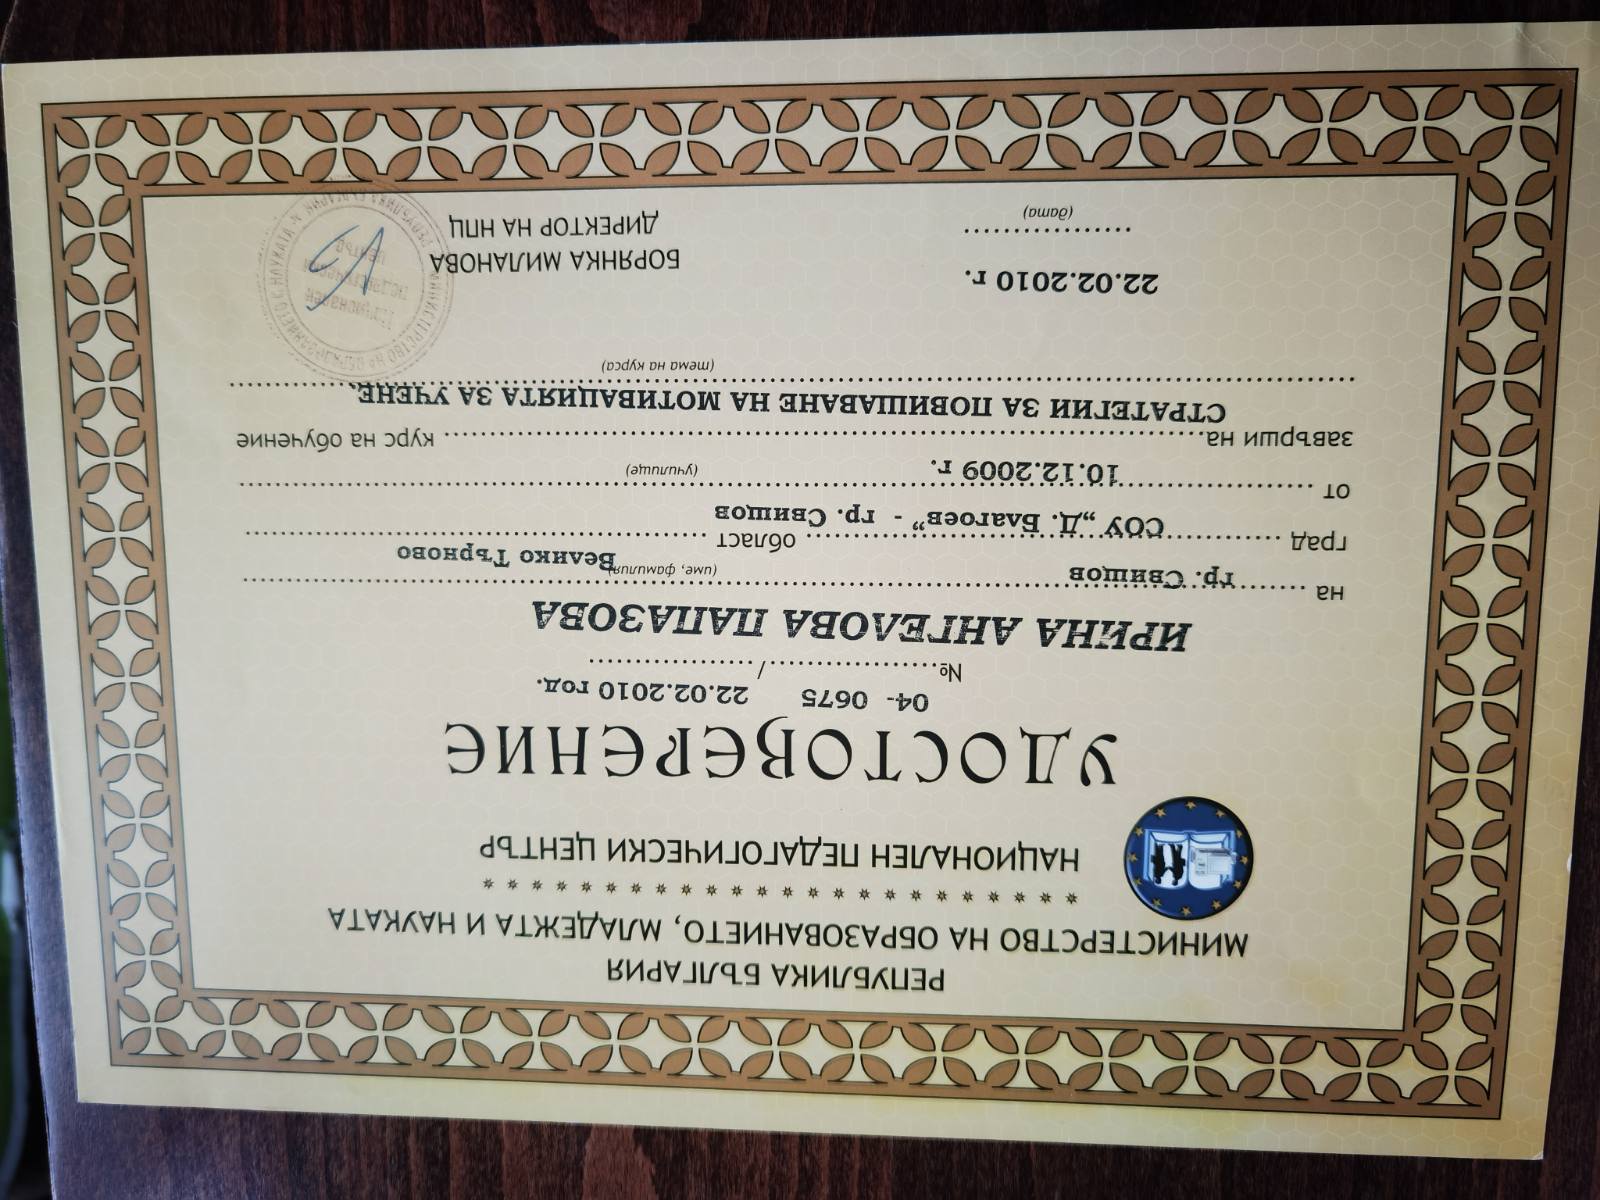 РЕПУБЛИКА БЪЛГАРИЯ
МИНИСТЕРСТВО НА ОБРАЗОВАНИЕТО, МЛАДЕЖТА И НАУКАТА
НАЦИОНАЛЕН ПЕДАГОГИЧЕСКИ ЦЕНТЪР
УДОСТОВЕРЕНИЕ
04- 0675 22.02.2010 год.
№..................../....................
ИРИНА АНГЕЛОВА ПАПАЗОВА
на
(име, фамилия)
гр. Свищов Велико Търново
град област
СОУ „Д. Благоев” - гр. Свищов
от
(училище)
10.12.2009 г.
завърши на курс на обучение
СТРАТЕГИИ ЗА ПОВИШАВАНЕ НА МОТИВАЦИЯТА ЗА УЧЕНЕ.
(тема на курса)
22.02.2010 г.
(дата)
БОРЯНКА МИЛАНОВА
ДИРЕКТОР НА НПЦ